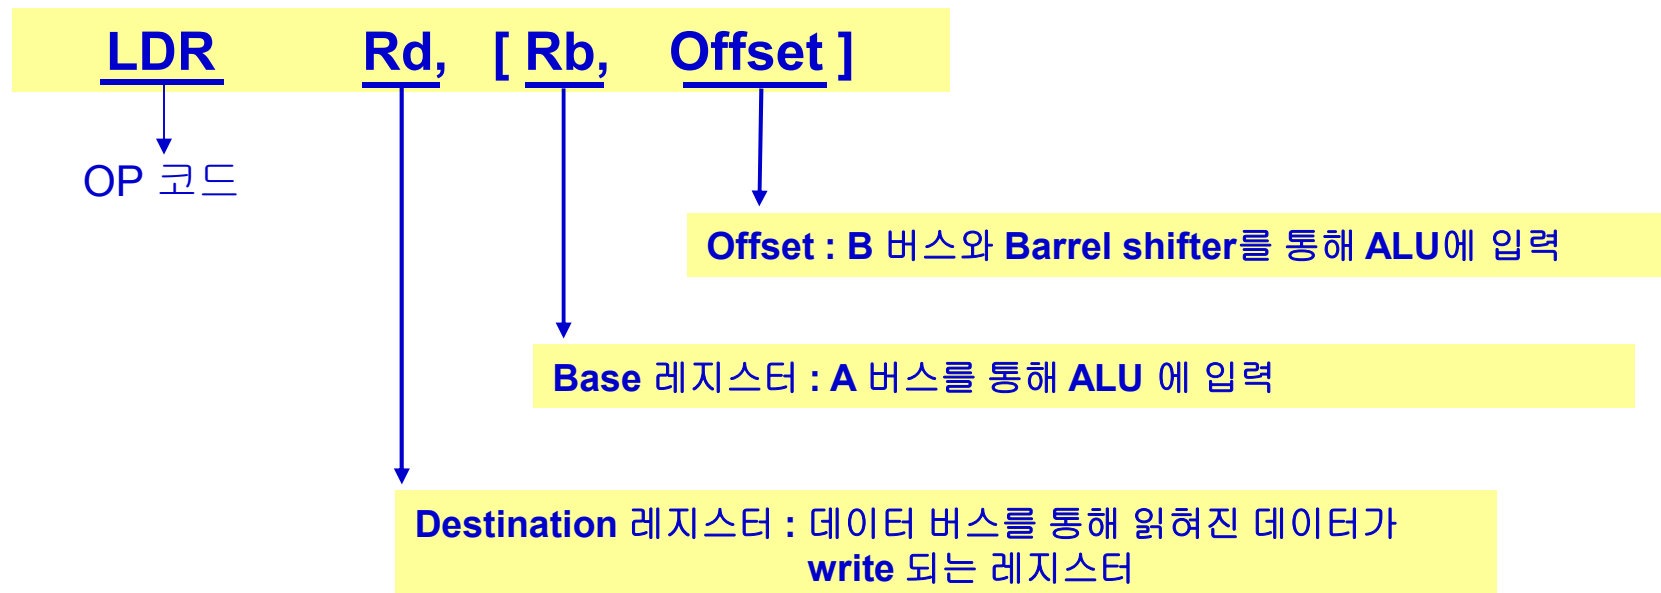 LDR Rd, [ Rb, Offset ]
OP 코드
Offset : B 버스와 Barrel shifter를 통해 ALU에 입력
Base 레지스터 : A 버스를 통해 ALU 에 입력
Destination 레지스터 : 데이터 버스를 통해 읽혀진 데이터가
write 되는 레지스터